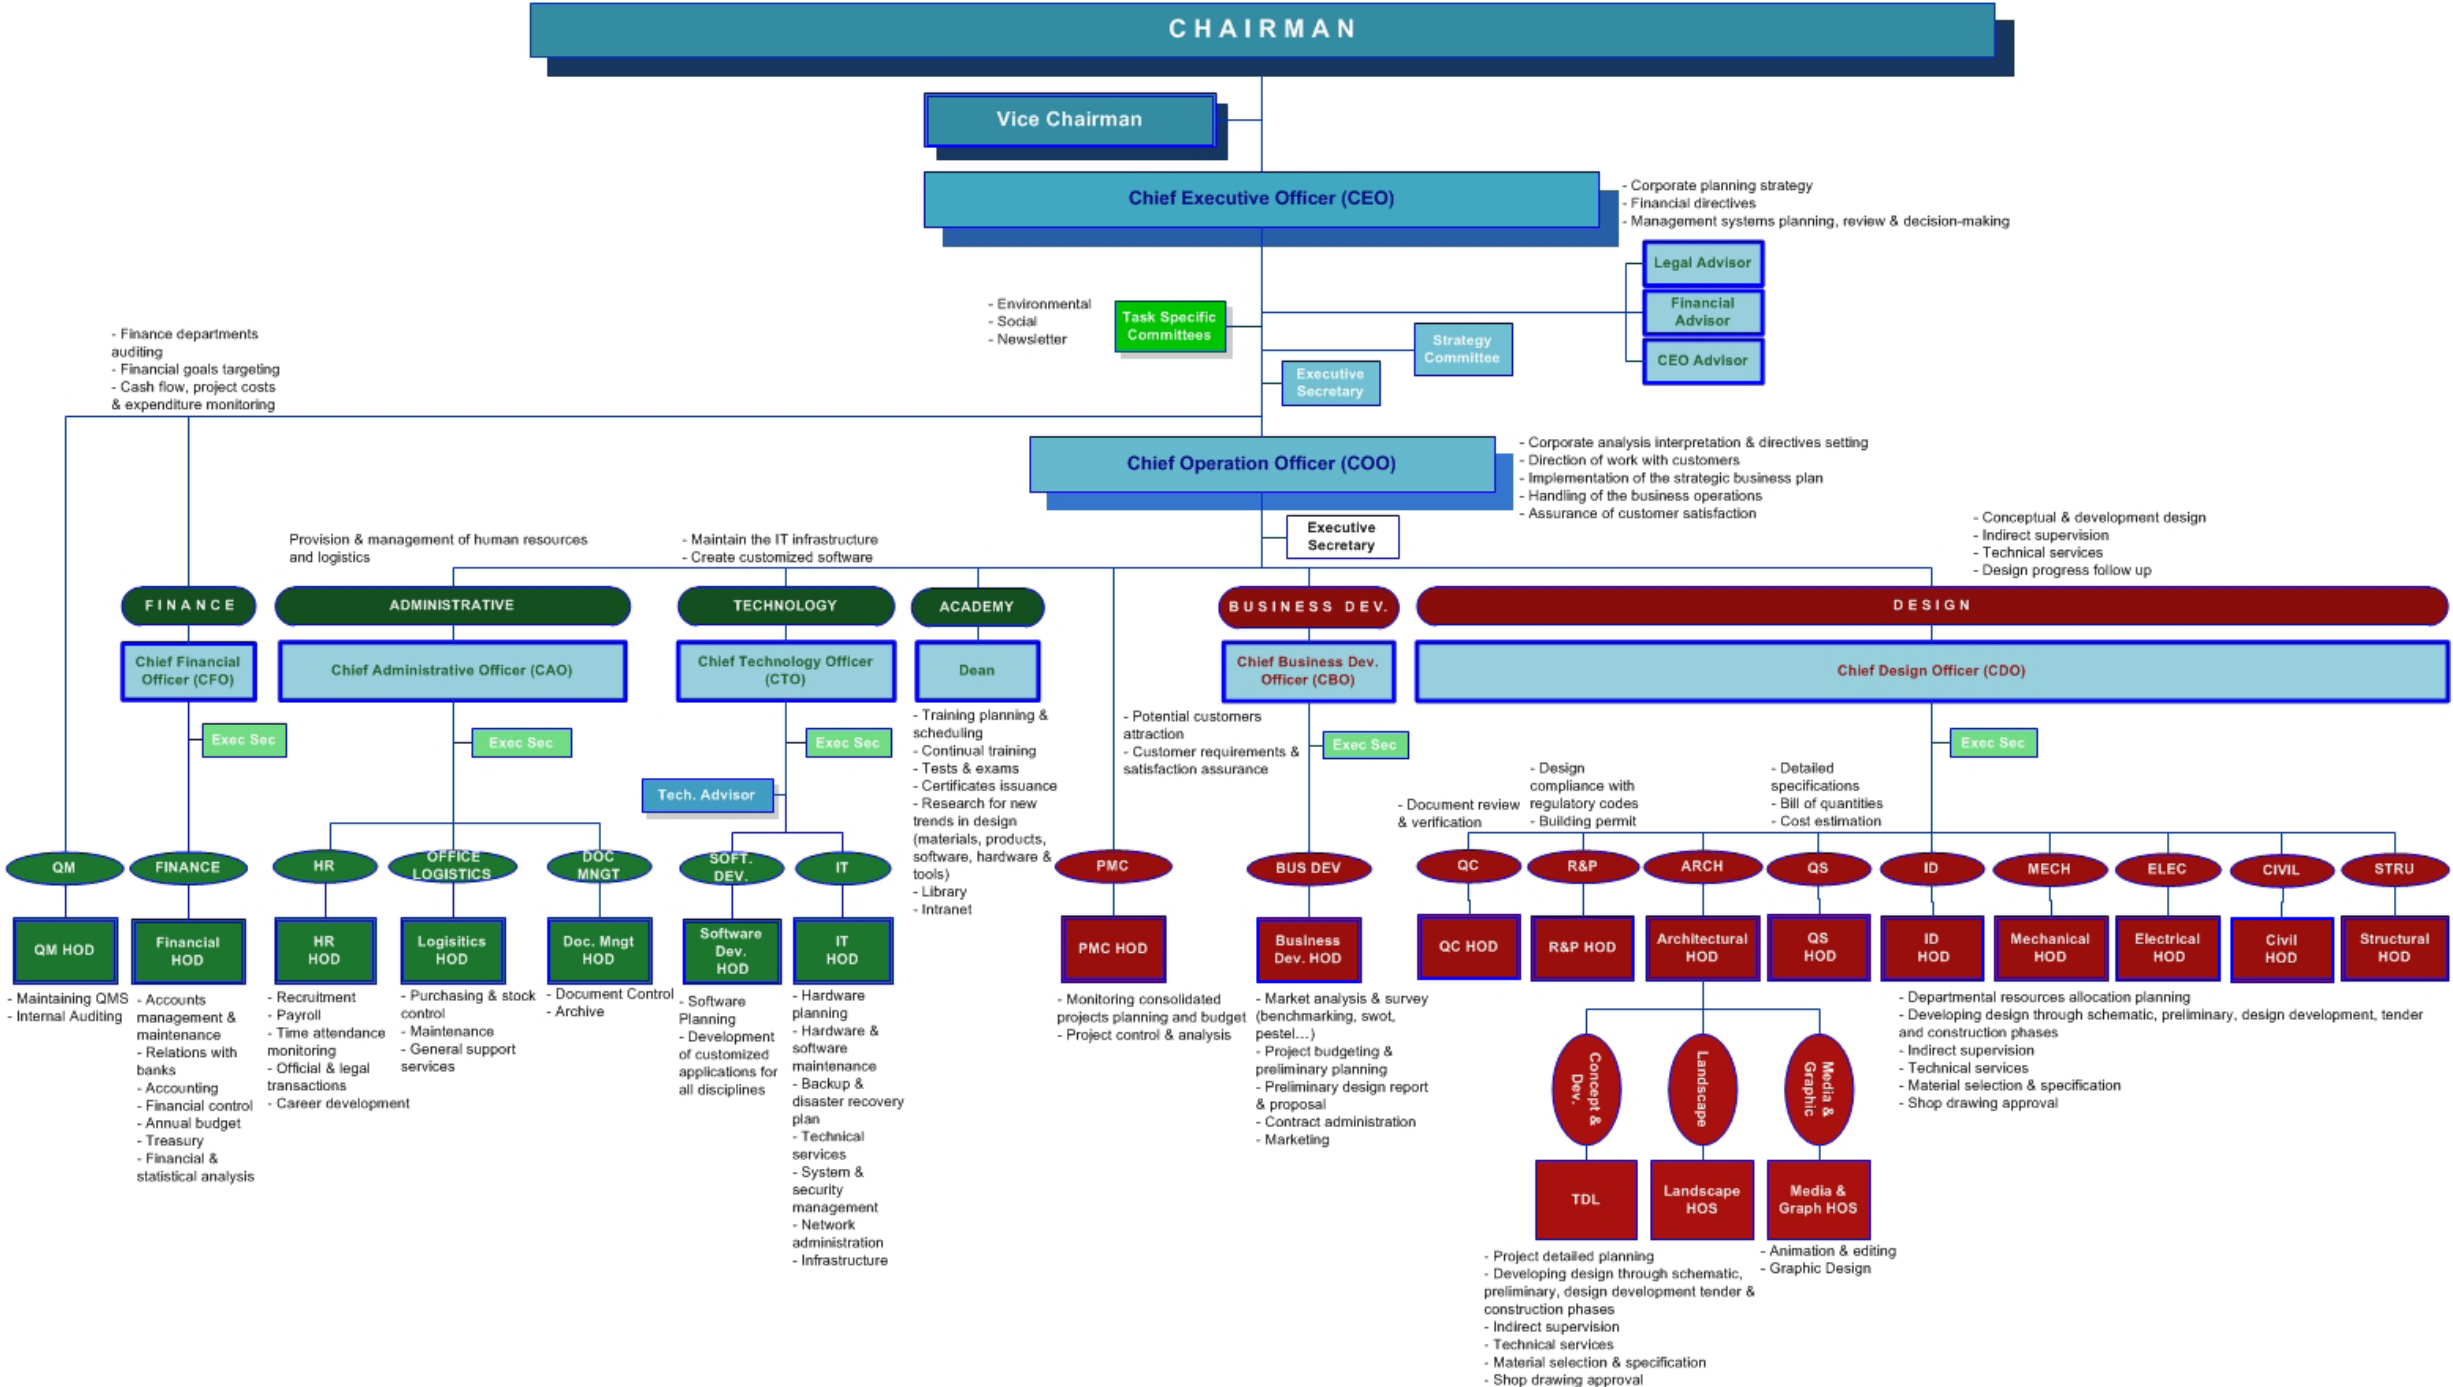 CHAIRMAN
Vice Chairman
Chief Executive Officer (CEO)
- Corporate planning strategy
- Financial directives
- Management systems planning, review & decision-making
Legal Advisor
Financial
Advisor
CEO Advisor
- Environmental
- Social
- Newsletter
Task Specific
Committees
Strategy
Committee
Executive
Secretary
- Finance departments
auditing
- Financial goals targeting
- Cash flow, project costs
& expenditure monitoring
Chief Operation Officer (COO)
- Corporate analysis interpretation & directives setting
- Direction of work with customers
- Implementation of the strategic business plan
- Handling of the business operations
- Assurance of customer satisfaction
Executive
Secretary
Provision & management of human resources
and logistics
- Maintain the IT infrastructure
- Create customized software
- Conceptual & development design
- Indirect supervision
- Technical services
- Design progress follow up
FINANCE
ADMINISTRATIVE
TECHNOLOGY
ACADEMY
BUSINESS DEV.
DESIGN
Chief Financial
Officer (CFO)
Chief Administrative Officer (CAO)
Chief Technology Officer
(CTO)
Dean
Chief Business Dev.
Officer (CBO)
Chief Design Officer (CDO)
Exec Sec
Exec Sec
Exec Sec
Exec Sec
Exec Sec
Tech. Advisor
- Training planning &
scheduling
- Continual training
- Tests & exams
- Certificates issuance
- Research for new
trends in design
(materials, products,
software, hardware &
tools)
- Library
- Intranet
- Potential customers
attraction
- Customer requirements &
satisfaction assurance
- Document review
& verification
- Design
compliance with
regulatory codes
- Building permit
- Detailed
specifications
- Bill of quantities
- Cost estimation
QM
FINANCE
HR
OFFICE
LOGISTICS
DOC
MNGT
SOFT.
DEV.
IT
PMC
BUS DEV
QC
R&P
ARCH
QS
ID
MECH
ELEC
CIVIL
STRU
QM HOD
Financial
HOD
HR
HOD
Logisitics
HOD
Doc. Mngt
HOD
Software
Dev.
HOD
IT
HOD
PMC HOD
Business
Dev. HOD
QC HOD
R&P HOD
Architectural
HOD
QS
HOD
ID
HOD
Mechanical
HOD
Electrical
HOD
Civil
HOD
Structural
HOD
- Maintaining QMS
- Internal Auditing
- Accounts
management &
maintenance
- Relations with
banks
- Accounting
- Financial control
- Annual budget
- Treasury
- Financial &
statistical analysis
- Recruitment
- Payroll
- Time attendance
monitoring
- Official & legal
transactions
- Career development
- Purchasing & stock
control
- Maintenance
- General support
services
- Document Control
- Archive
- Software
Planning
- Development
of customized
applications for
all disciplines
- Hardware
planning
- Hardware &
software
maintenance
- Backup &
disaster recovery
plan
- Technical
services
- System &
security
management
- Network
administration
- Infrastructure
- Monitoring consolidated
projects planning and budget
- Project control & analysis
- Market analysis & survey
(benchmarking, swot,
pestel...)
- Project budgeting &
preliminary planning
- Preliminary design report
& proposal
- Contract administration
- Marketing
- Departmental resources allocation planning
- Developing design through schematic, preliminary, design development, tender
and construction phases
- Indirect supervision
- Technical services
- Material selection & specification
- Shop drawing approval
Concept &
Dev.
Landscape
Media &
Graphic
TDL
Landscape
HOS
Media &
Graph HOS
- Project detailed planning
- Developing design through schematic,
preliminary, design development tender &
construction phases
- Indirect supervision
- Technical services
- Material selection & specification
- Shop drawing approval
- Animation & editing
- Graphic Design